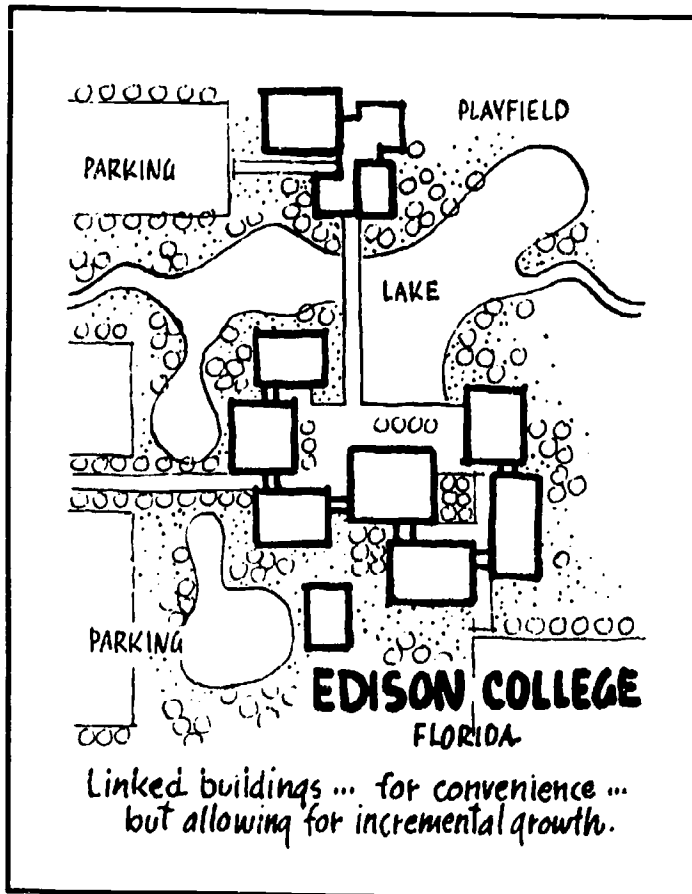 PLAYFIELD
PARKING
LAKE
PARKING
EDISON COLLEGE
FLORIDA
Linked buildings ... for convenience ...
but allowing for incremental growth.